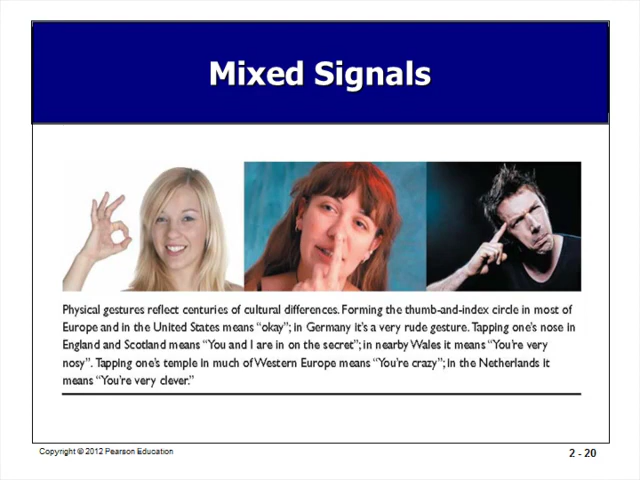 Mixed Signals
Physical gestures reflect centuries of cultural differences. Forming the thumb-and-index circle in most of
Europe and in the United States means “okay”; in Germany it’s a very rude gesture. Tapping one’s nose in
England and Scotland means “You and I are in on the secret”; in nearby Wales it means “You’re very
nosy”. Tapping one’s temple in much of Western Europe means “You’re crazy”; in the Netherlands it
means “You’re very clever.”
Copyright © 2012 Pearson Education
2 - 20